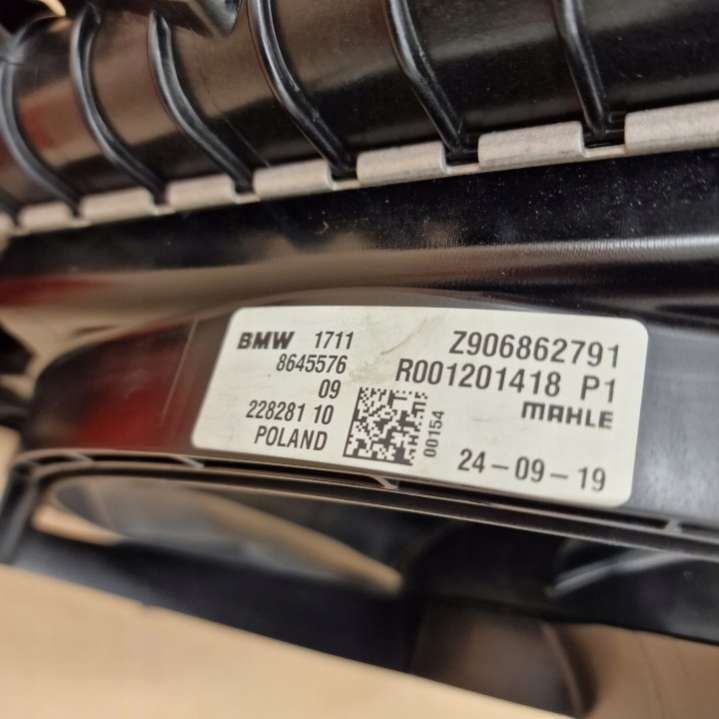 BMW 1711
8645576
09
228281 10
POLAND
00154
Z906862791
R001201418 P1
MAHLE
24-09-19